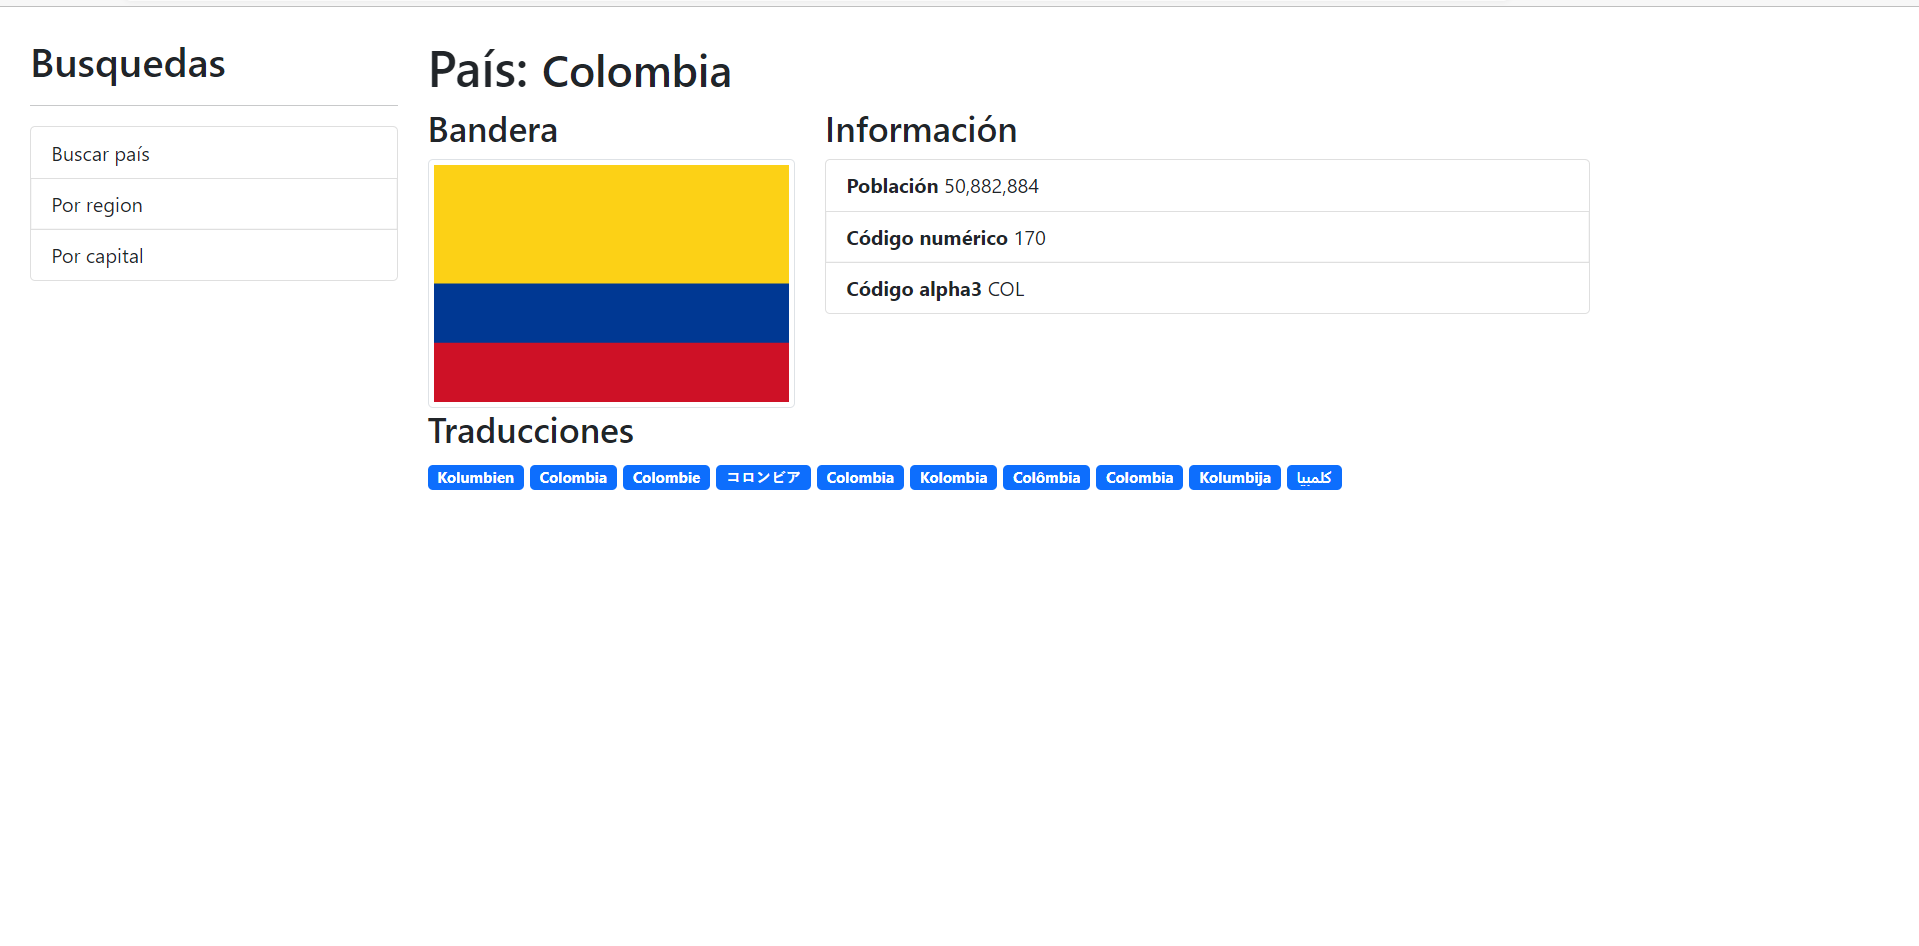 Busquedas
Buscar país
Por region
Por capital
País: Colombia
Bandera
Información
Población 50,882,884
Código numérico 170
Código alpha3 COL
Traducciones
Kolumbien Colombia Colombie コロンビア Colombia Kolombia Colômbia Colombia Kolumbija کلمبیا